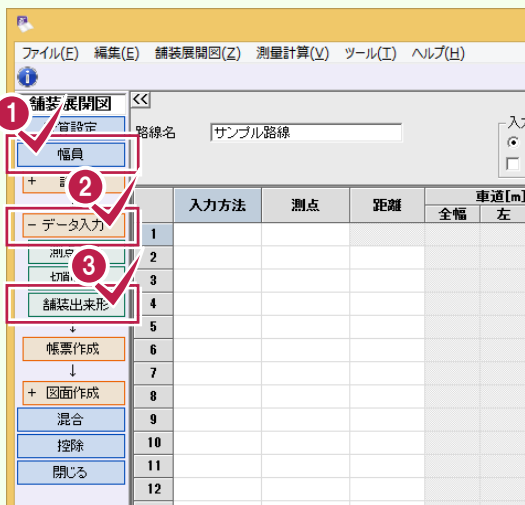 ファイル(F) 編集(E) 舗装展開図(Z) 測量計算(V) ツール(T) ヘルプ(H)
舗装展開図
<<
幅員
路線名 サンプル路線
入力方法 測点 距離 車道[m]
全幅 左
- データ入力
舗装出来形
↓
帳票作成
↓
+ 図面作成
混合
控除
閉じる
1
2
3
1
2
3
4
5
6
7
8
9
10
11
12